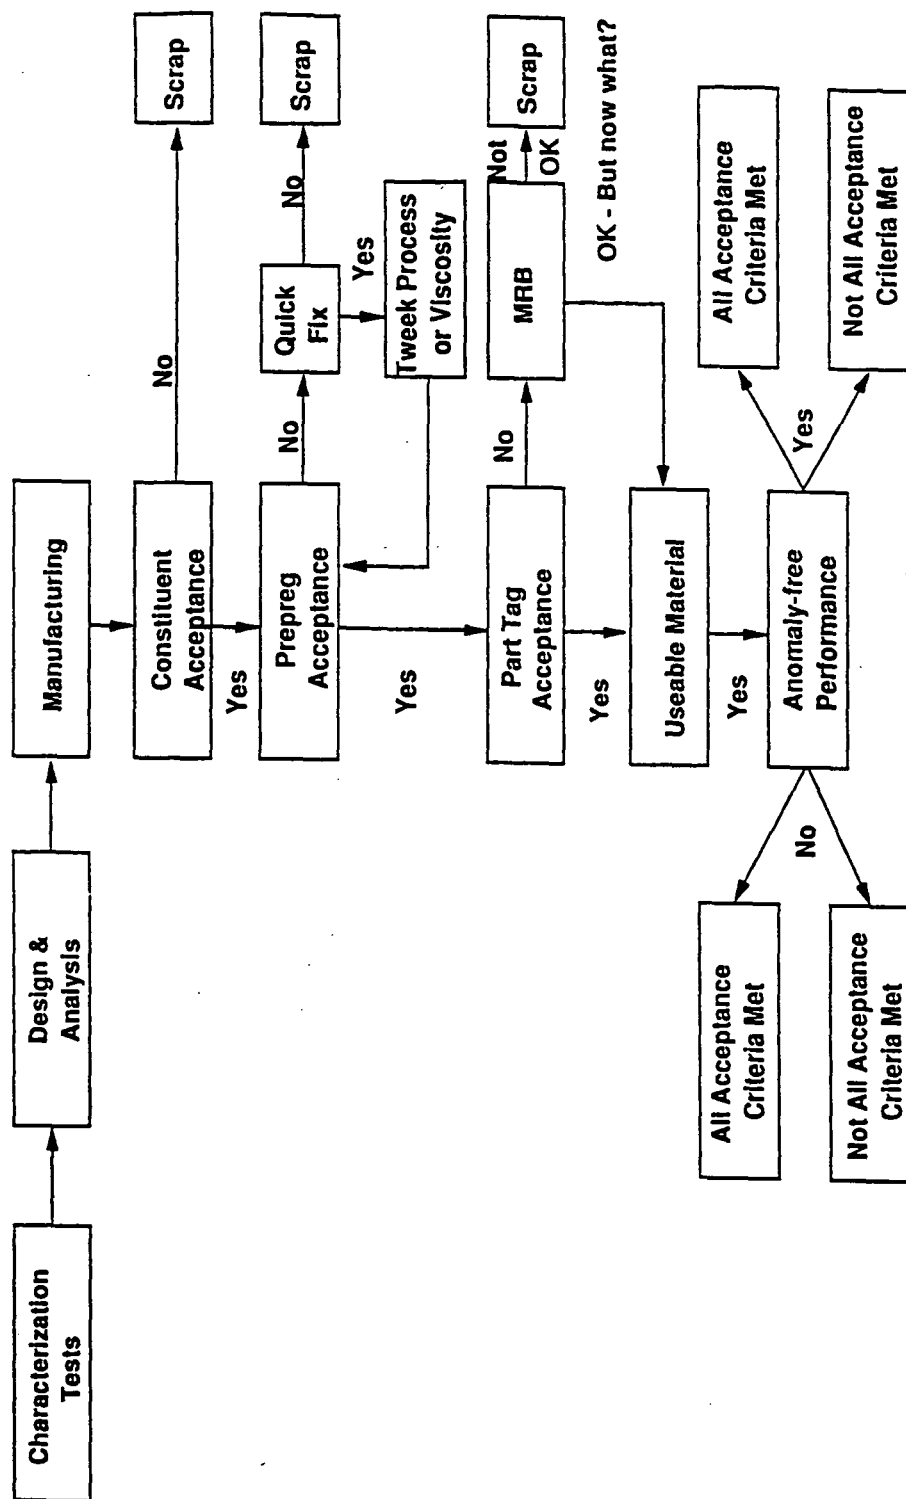 Characterization
Tests
Design &
Analysis
Manufacturing
Constituent
Acceptance
No
Scrap
Yes
Prepreg
Acceptance
No
Quick
Fix
No
Scrap
Yes
Tweek Process
or Viscosity
Yes
Part Tag
Acceptance
No
MRB
Not
OK
Scrap
OK - But now what?
Yes
Useable Material
Yes
Anomaly-free
Performance
No
All Acceptance
Criteria Met
Not All Acceptance
Criteria Met
Yes
All Acceptance
Criteria Met
Not All Acceptance
Criteria Met